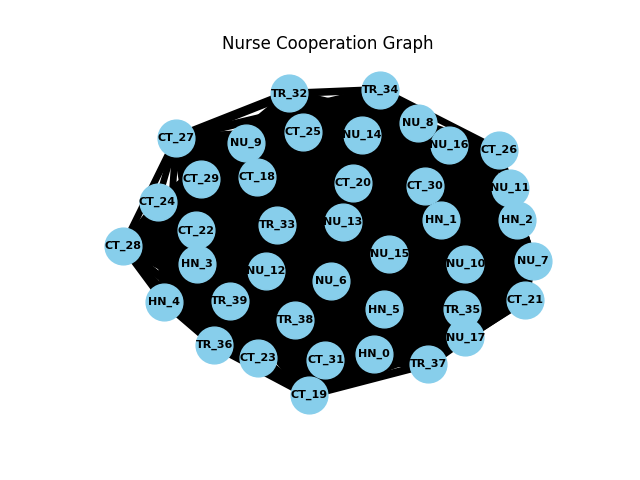 Nurse Cooperation Graph
TR_32
TR_34
CT_27
NU_9
CT_25
NU_14
NU_8
NU_16
CT_26
CT_29
CT_18
CT_20
CT_30
NU_11
CT_24
CT_22
TR_33
NU_13
HN_1
HN_2
CT_28
HN_3
NU_12
NU_6
NU_15
NU_10
NU_7
HN_4
TR_39
TR_38
HN_5
TR_35
CT_21
TR_36
CT_23
CT_31
HN_0
TR_37
NU_17
CT_19